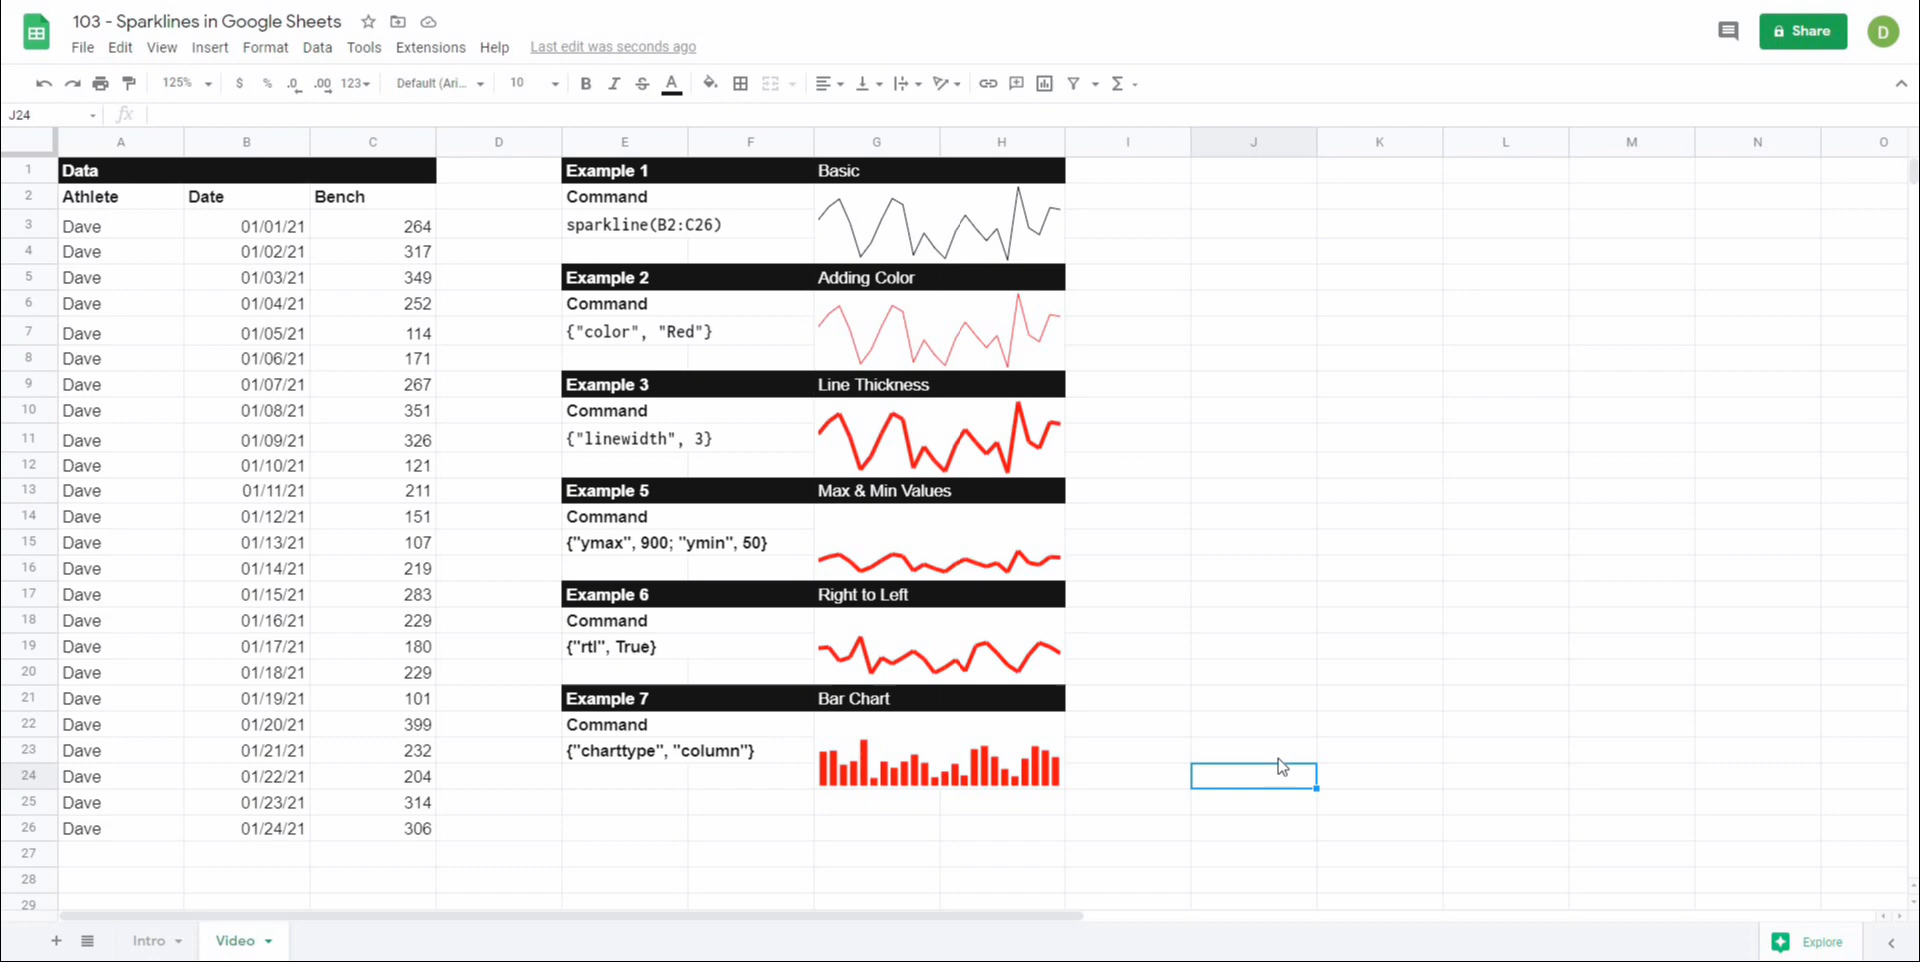 103 - Sparklines in Google Sheets
Share
D
File Edit View Insert Format Data Tools Extensions Help Last edit was seconds ago
125% $ % .0 .00 123 Default (Ari... 10 B I S A Σ
J24 fx
A B C D E F G H I J K L M N O
1 Data Example 1 Basic
2 Athlete Date Bench Command
3 Dave 01/01/21 264 sparkline(B2:C26)
4 Dave 01/02/21 317
5 Dave 01/03/21 349 Example 2 Adding Color
6 Dave 01/04/21 252 Command
7 Dave 01/05/21 114 {"color", "Red"}
8 Dave 01/06/21 171
9 Dave 01/07/21 267 Example 3 Line Thickness
10 Dave 01/08/21 351 Command
11 Dave 01/09/21 326 {"linewidth", 3}
12 Dave 01/10/21 121
13 Dave 01/11/21 211 Example 5 Max & Min Values
14 Dave 01/12/21 151 Command
15 Dave 01/13/21 107 {"ymax", 900; "ymin", 50}
16 Dave 01/14/21 219
17 Dave 01/15/21 283 Example 6 Right to Left
18 Dave 01/16/21 229 Command
19 Dave 01/17/21 180 {"rtl", True}
20 Dave 01/18/21 229
21 Dave 01/19/21 101 Example 7 Bar Chart
22 Dave 01/20/21 399 Command
23 Dave 01/21/21 232 {"charttype", "column"}
24 Dave 01/22/21 204
25 Dave 01/23/21 314
26 Dave 01/24/21 306
27
28
29
Intro Video Explore